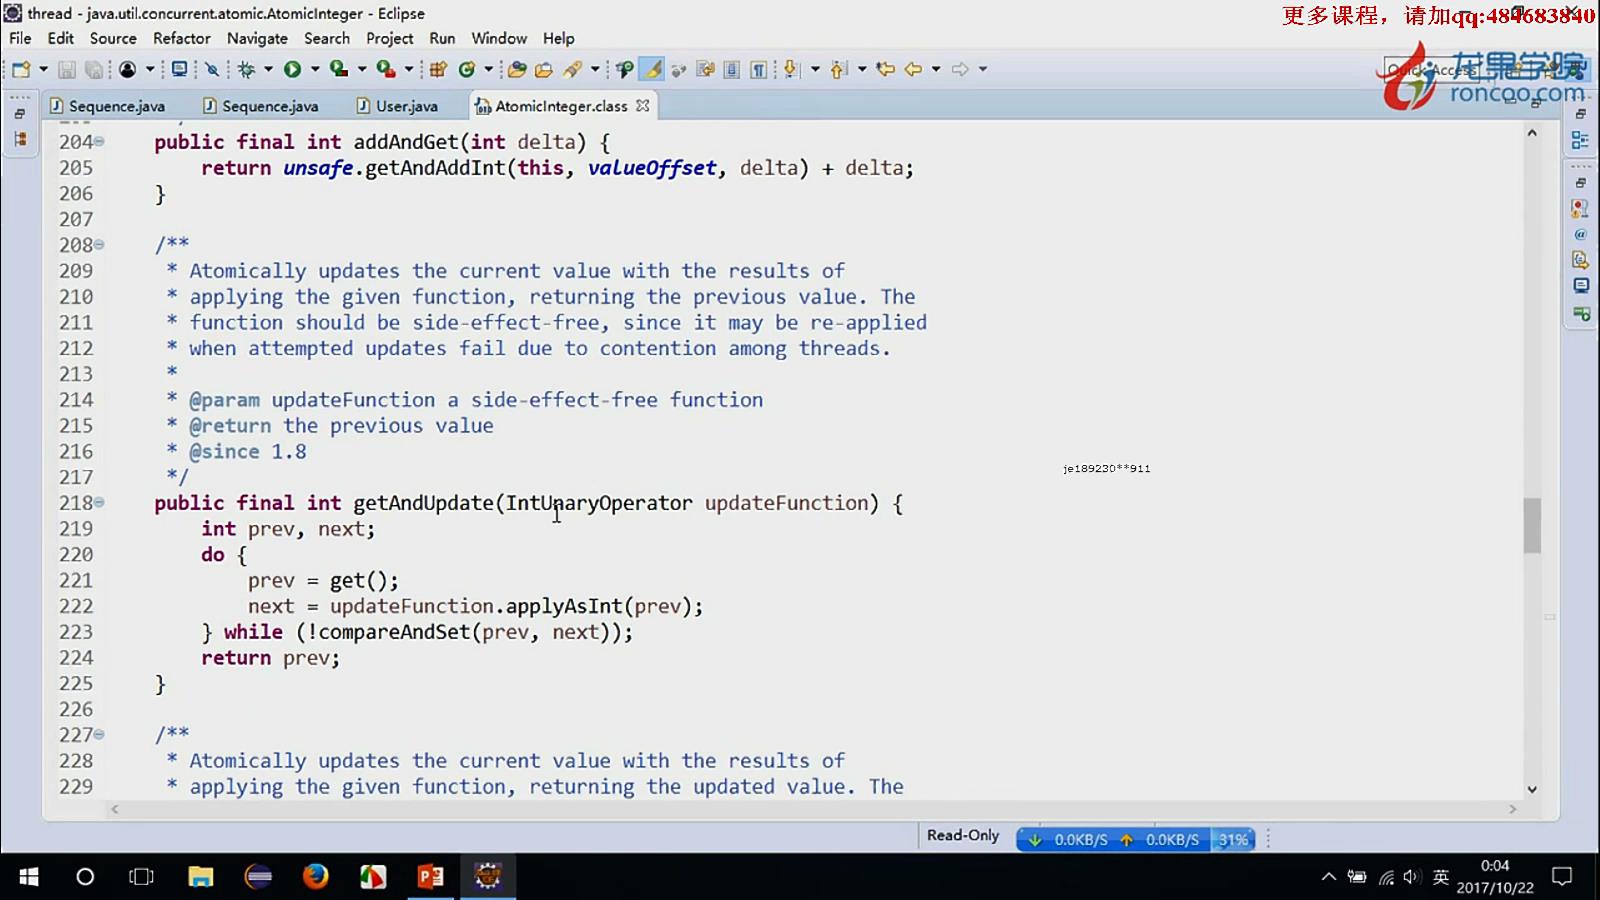 thread - java.util.concurrent.atomic.AtomicInteger - Eclipse
更多课程，请加qq:484683840
File Edit Source Refactor Navigate Search Project Run Window Help
Quick Access
龙果学院
roncoo.com
Sequence.java Sequence.java User.java AtomicInteger.class
204 public final int addAndGet(int delta) {
205 return unsafe.getAndAddInt(this, valueOffset, delta) + delta;
206 }
207
208 /**
209 * Atomically updates the current value with the results of
210 * applying the given function, returning the previous value. The
211 * function should be side-effect-free, since it may be re-applied
212 * when attempted updates fail due to contention among threads.
213 *
214 * @param updateFunction a side-effect-free function
215 * @return the previous value
216 * @since 1.8
217 */
je189230**911
218 public final int getAndUpdate(IntUnaryOperator updateFunction) {
219 int prev, next;
220 do {
221 prev = get();
222 next = updateFunction.applyAsInt(prev);
223 } while (!compareAndSet(prev, next));
224 return prev;
225 }
226
227 /**
228 * Atomically updates the current value with the results of
229 * applying the given function, returning the updated value. The
Read-Only 0.0KB/S 0.0KB/S 31%
英 0:04
2017/10/22